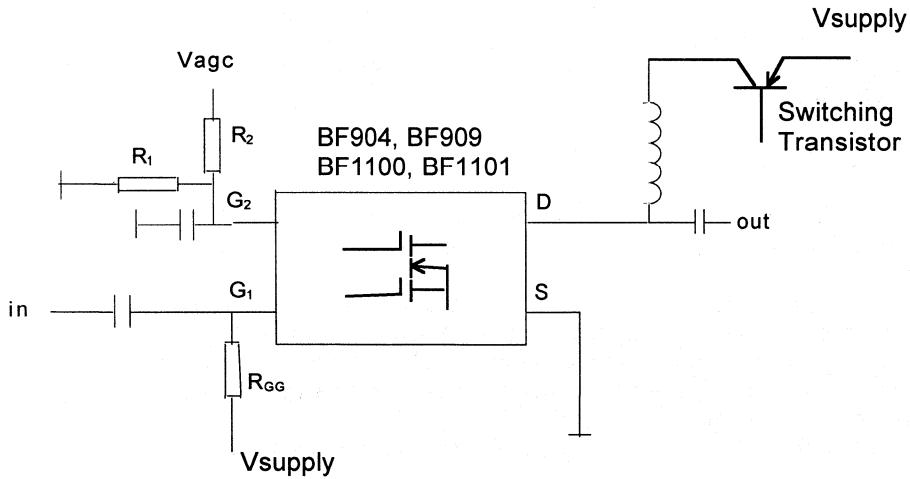 Vsupply
Vagc
Switching
Transistor
R2
BF904, BF909
BF1100, BF1101
R1
G2
D
out
G1
S
in
RGG
Vsupply